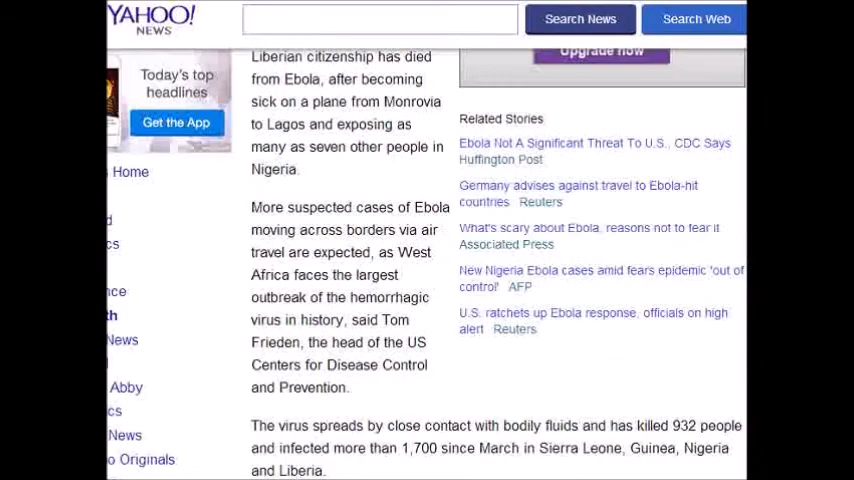 YAHOO!
NEWS
Search News
Search Web
Upgrade now
Today's top
headlines
Get the App
Liberian citizenship has died
from Ebola, after becoming
sick on a plane from Monrovia
to Lagos and exposing as
many as seven other people in
Nigeria.
More suspected cases of Ebola
moving across borders via air
travel are expected, as West
Africa faces the largest
outbreak of the hemorrhagic
virus in history, said Tom
Frieden, the head of the US
Centers for Disease Control
and Prevention.
The virus spreads by close contact with bodily fluids and has killed 932 people
and infected more than 1,700 since March in Sierra Leone, Guinea, Nigeria
and Liberia.
Related Stories
Ebola Not A Significant Threat To U.S., CDC Says
Huffington Post
Germany advises against travel to Ebola-hit
countries Reuters
What's scary about Ebola, reasons not to fear it
Associated Press
New Nigeria Ebola cases amid fears epidemic 'out of
control' AFP
U.S. ratchets up Ebola response, officials on high
alert Reuters
s Home
d
cs
nce
th
News
Abby
cs
News
o Originals